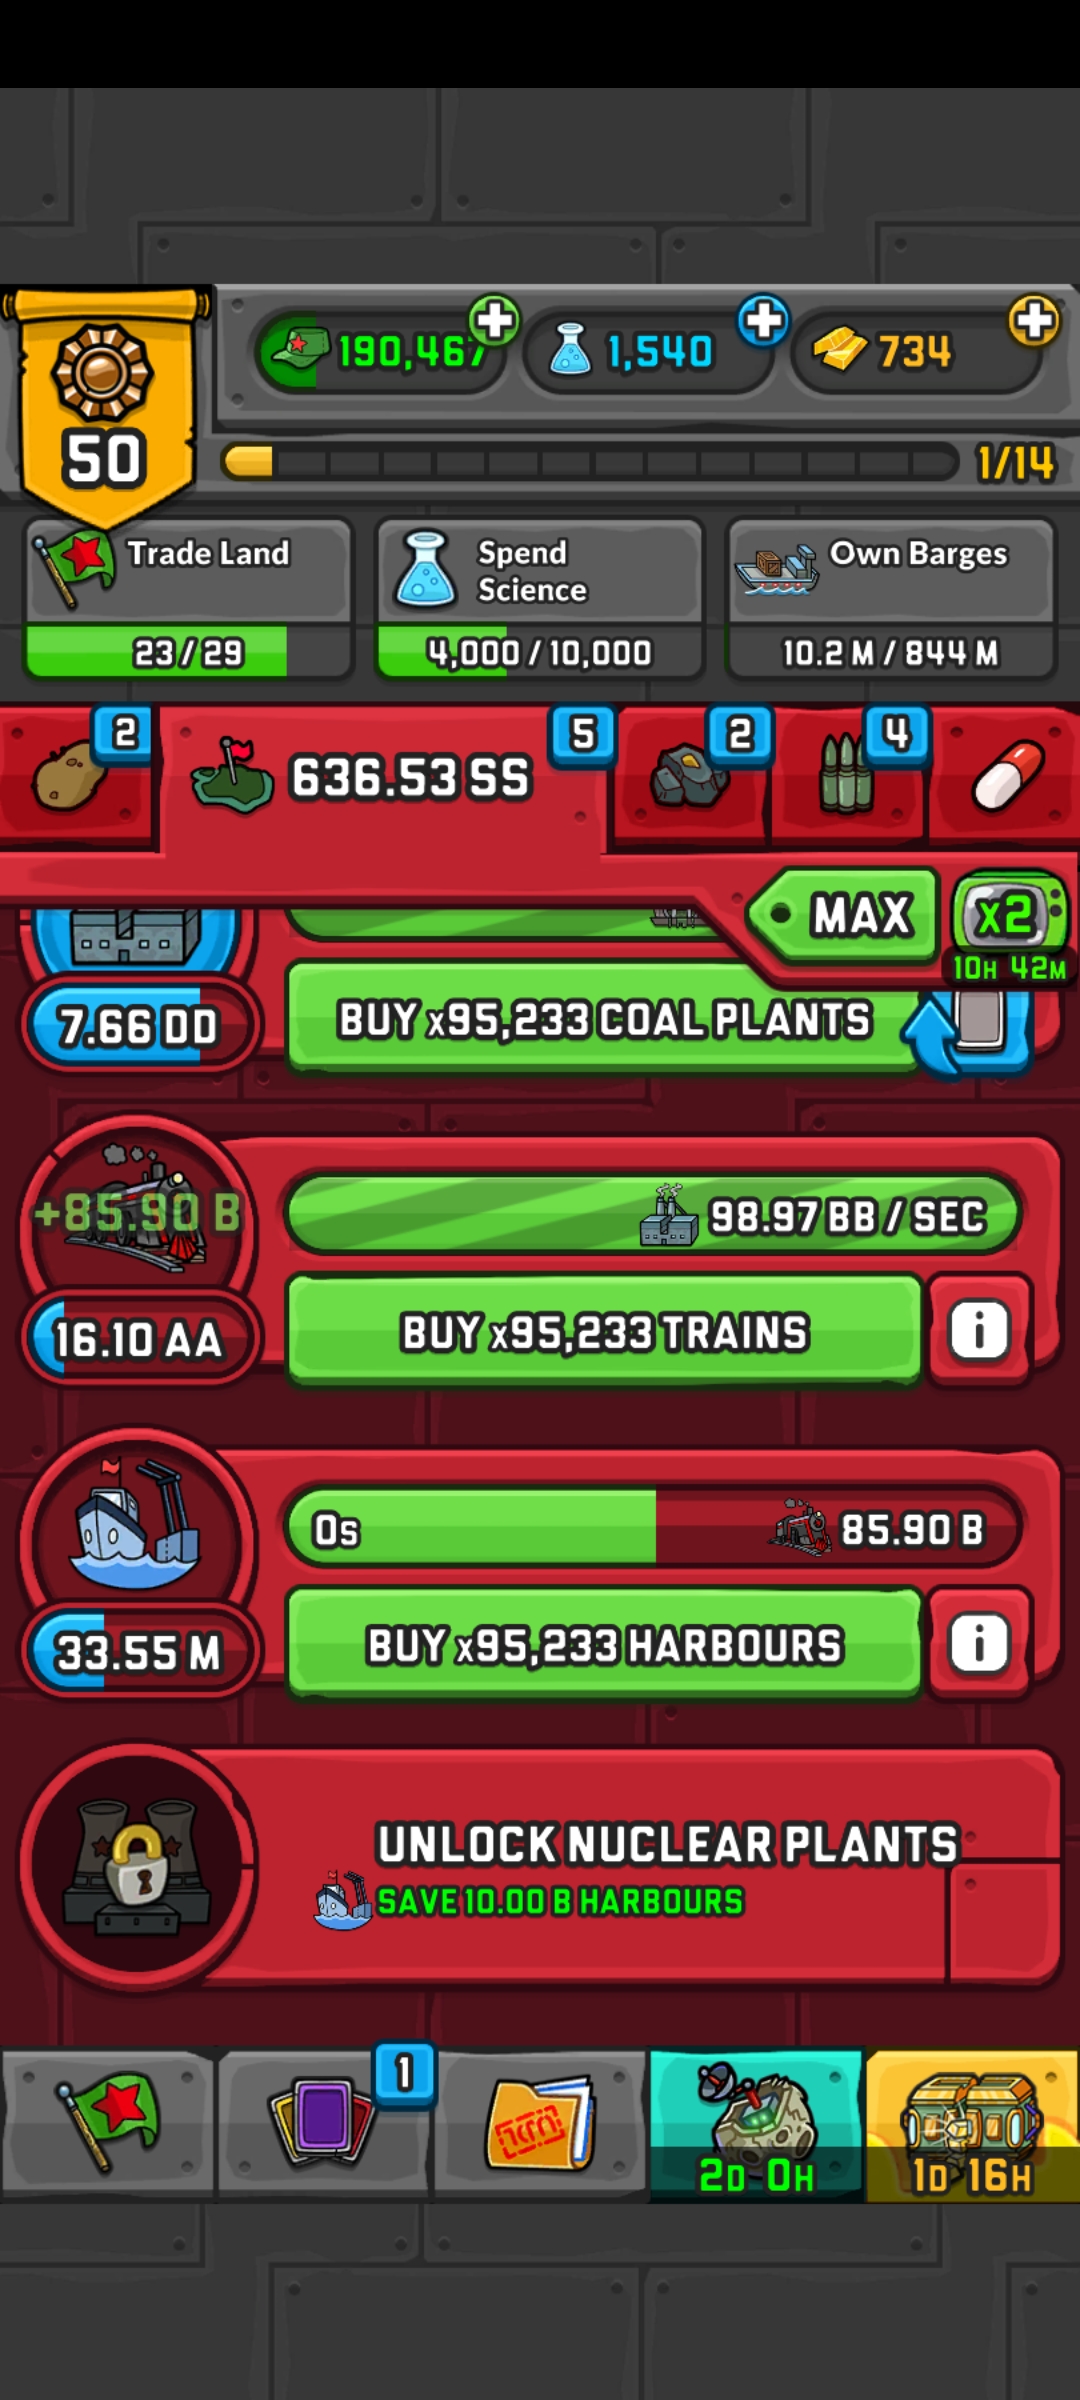 50
190,467
1,540
734
1/14
Trade Land
23/29
Spend
Science
4,000/10,000
Own Barges
10.2 M/844 M
2
636.53 SS
5
2
4
MAX
x2
10H 42M
7.66 DD
BUY x95,233 COAL PLANTS
+85.90 B
98.97 BB / SEC
16.10 AA
BUY x95,233 TRAINS
i
0s
85.90 B
33.55 M
BUY x95,233 HARBOURS
i
UNLOCK NUCLEAR PLANTS
SAVE 10.00 B HARBOURS
1
2D 0H
1D 16H